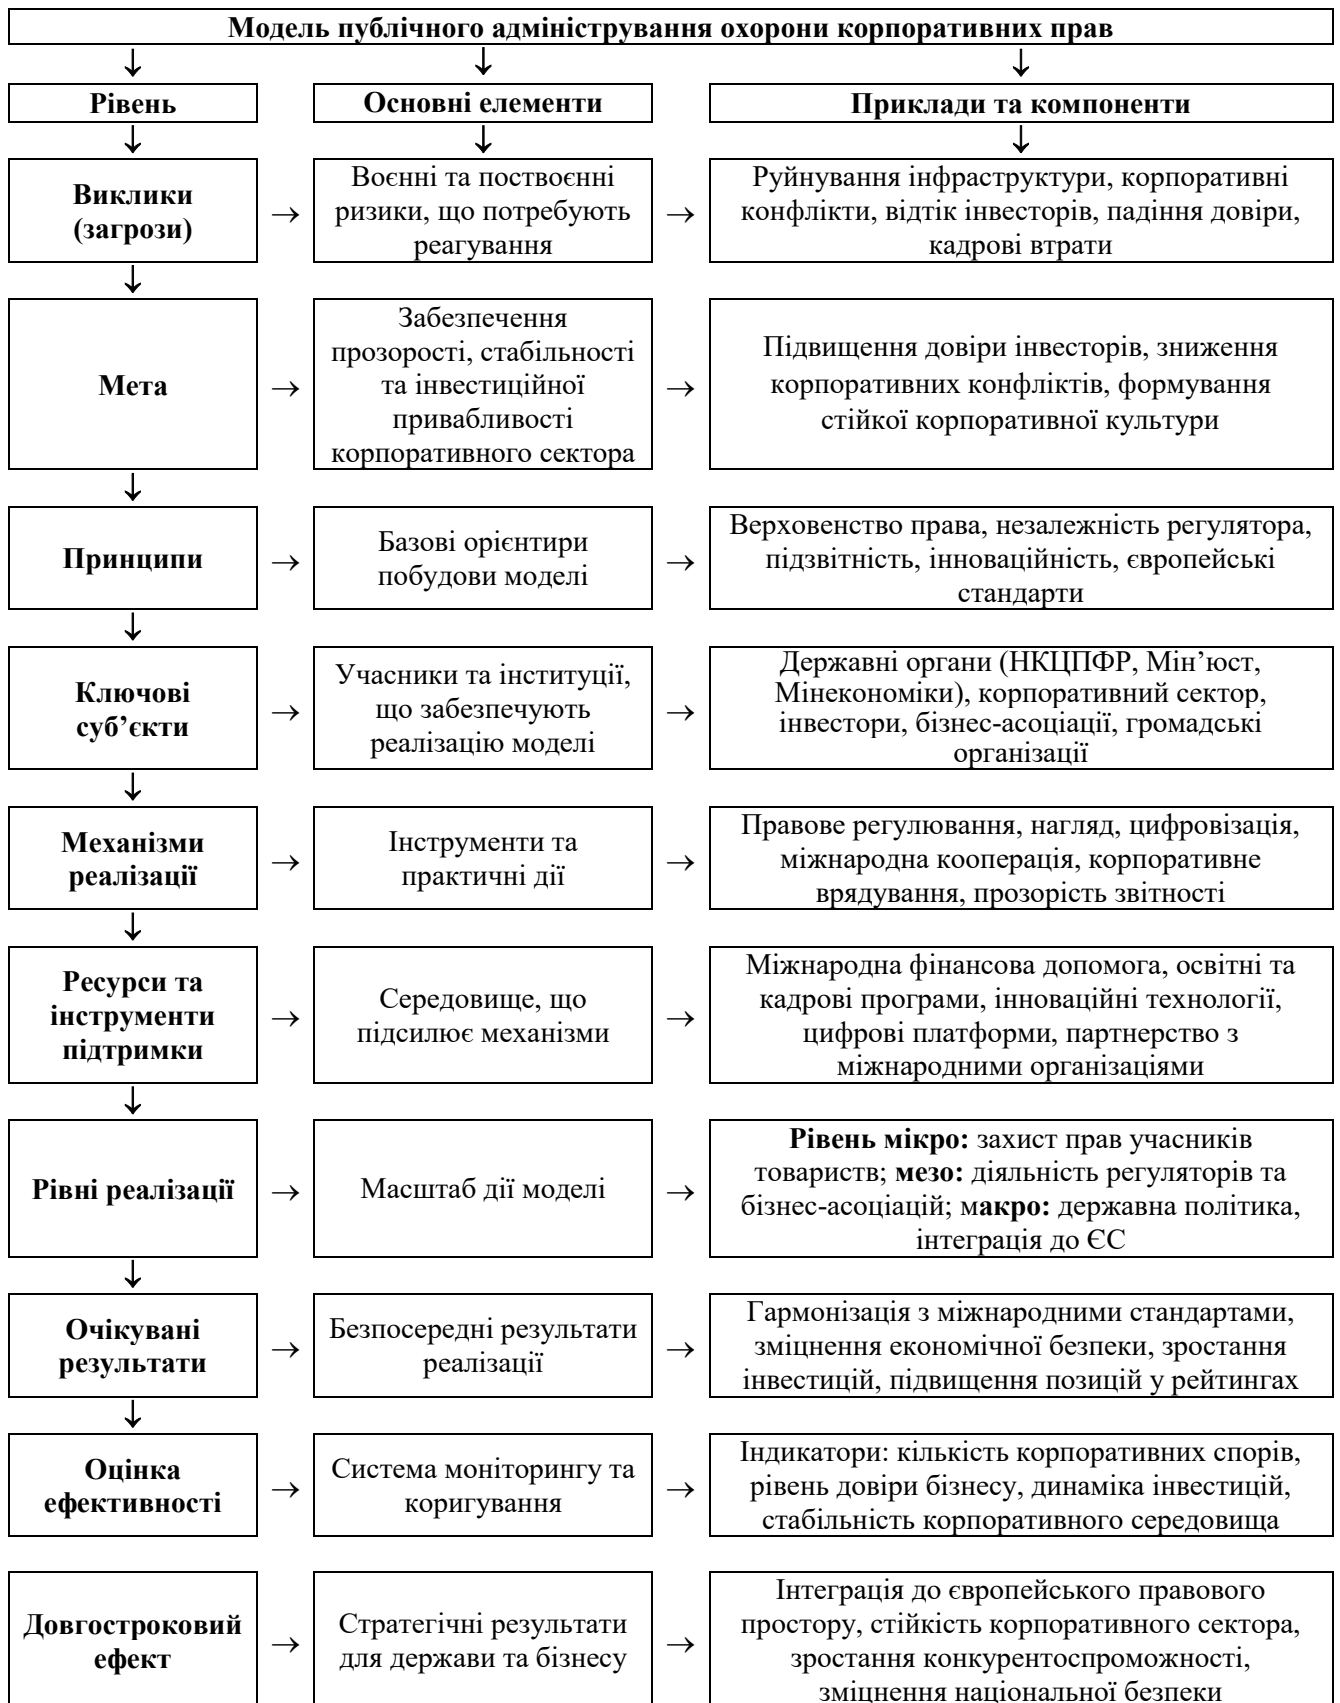 Модель публічного адміністрування охорони корпоративних прав
↓ ↓ ↓
Рівень
Основні елементи
Приклади та компоненти
↓ ↓ ↓
Виклики
(загрози)
→
Воєнні та поствоєнні
ризики, що потребують
реагування
→
Руйнування інфраструктури, корпоративні
конфлікти, відтік інвесторів, падіння довіри,
кадрові втрати
↓
Мета
→
Забезпечення
прозорості, стабільності
та інвестиційної
привабливості
корпоративного сектора
→
Підвищення довіри інвесторів, зниження
корпоративних конфліктів, формування
стійкої корпоративної культури
↓
Принципи
→
Базові орієнтири
побудови моделі
→
Верховенство права, незалежність регулятора,
підзвітність, інноваційність, європейські
стандарти
↓
Ключові
суб’єкти
→
Учасники та інституції,
що забезпечують
реалізацію моделі
→
Державні органи (НКЦПФР, Мін’юст,
Мінекономіки), корпоративний сектор,
інвестори, бізнес-асоціації, громадські
організації
↓
Механізми
реалізації
→
Інструменти та
практичні дії
→
Правове регулювання, нагляд, цифровізація,
міжнародна кооперація, корпоративне
врядування, прозорість звітності
↓
Ресурси та
інструменти
підтримки
→
Середовище, що
підсилює механізми
→
Міжнародна фінансова допомога, освітні та
кадрові програми, інноваційні технології,
цифрові платформи, партнерство з
міжнародними організаціями
↓
Рівні реалізації
→
Масштаб дії моделі
→
Рівень мікро: захист прав учасників
товариств; мезо: діяльність регуляторів та
бізнес-асоціацій; макро: державна політика,
інтеграція до ЄС
↓
Очікувані
результати
→
Безпосередні результати
реалізації
→
Гармонізація з міжнародними стандартами,
зміцнення економічної безпеки, зростання
інвестицій, підвищення позицій у рейтингах
↓
Оцінка
ефективності
→
Система моніторингу та
коригування
→
Індикатори: кількість корпоративних спорів,
рівень довіри бізнесу, динаміка інвестицій,
стабільність корпоративного середовища
Довгостроковий
ефект
→
Стратегічні результати
для держави та бізнесу
→
Інтеграція до європейського правового
простору, стійкість корпоративного сектора,
зростання конкурентоспроможності,
зміцнення національної безпеки